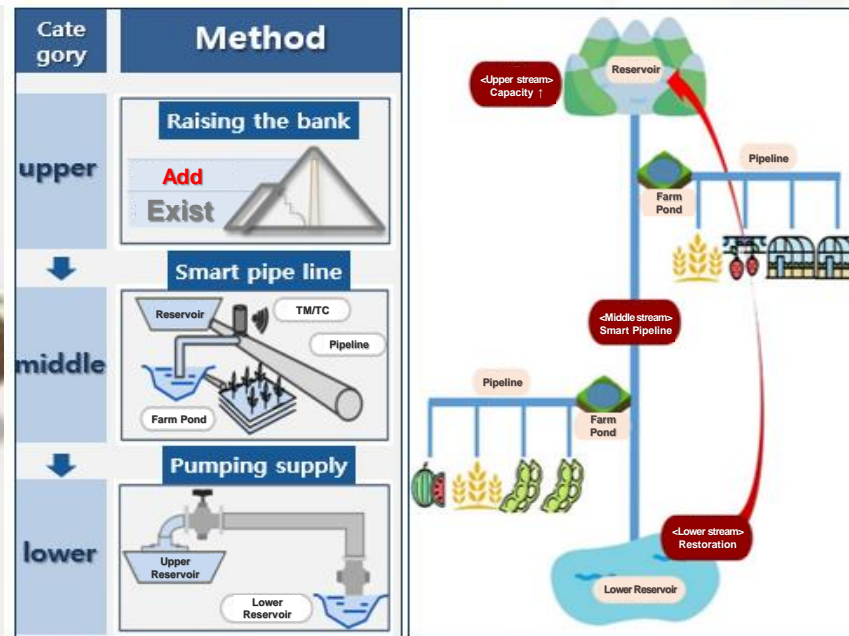 Cate
gory
Method
upper
Raising the bank
Add
Exist
middle
Smart pipe line
Reservoir
TM/TC
Pipeline
Farm Pond
lower
Pumping supply
Upper
Reservoir
Lower
Reservoir
Reservoir
<Upper stream>
Capacity ↑
Pipeline
Farm
Pond
<Middle stream>
Smart Pipeline
Pipeline
Farm
Pond
<Lower stream>
Restoration
Lower Reservoir